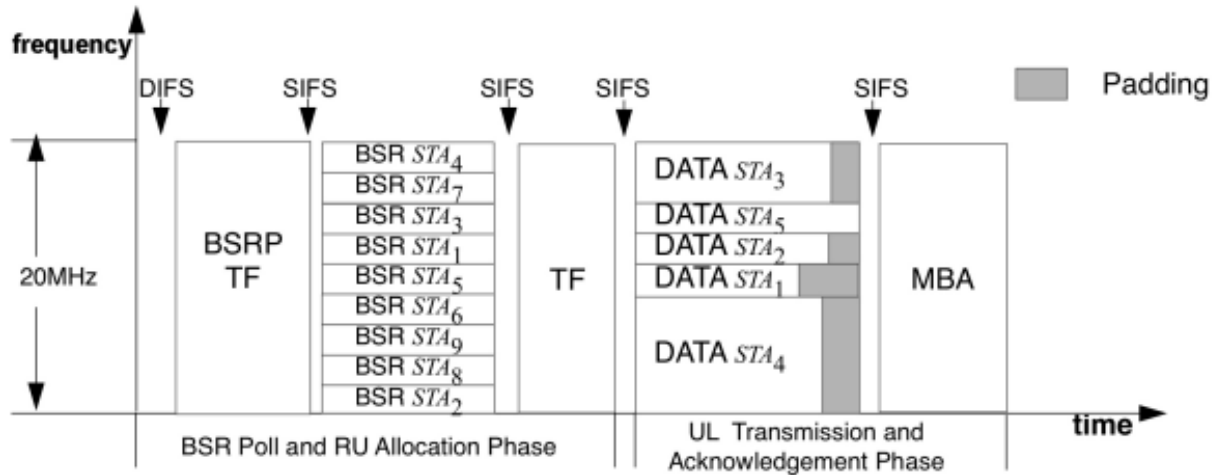 frequency
DIFS
SIFS
SIFS
SIFS
SIFS
Padding
20MHz
BSRP
TF
BSR STA4
BSR STA7
BSR STA3
BSR STA1
BSR STA5
BSR STA6
BSR STA9
BSR STA8
BSR STA2
TF
DATA STA3
DATA STA5
DATA STA2
DATA STA1
DATA STA4
MBA
time
BSR Poll and RU Allocation Phase
UL Transmission and
Acknowledgement Phase